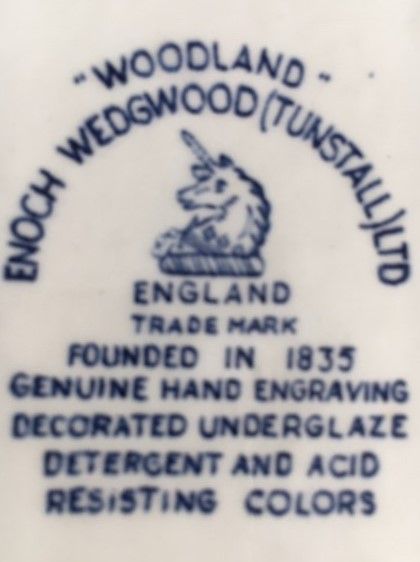 "WOODLAND"
ENOCH WEDGWOOD (TUNSTALL) LTD
ENGLAND
TRADE MARK
FOUNDED IN 1835
GENUINE HAND ENGRAVING
DECORATED UNDERGLAZE
DETERGENT AND ACID
RESISTING COLORS